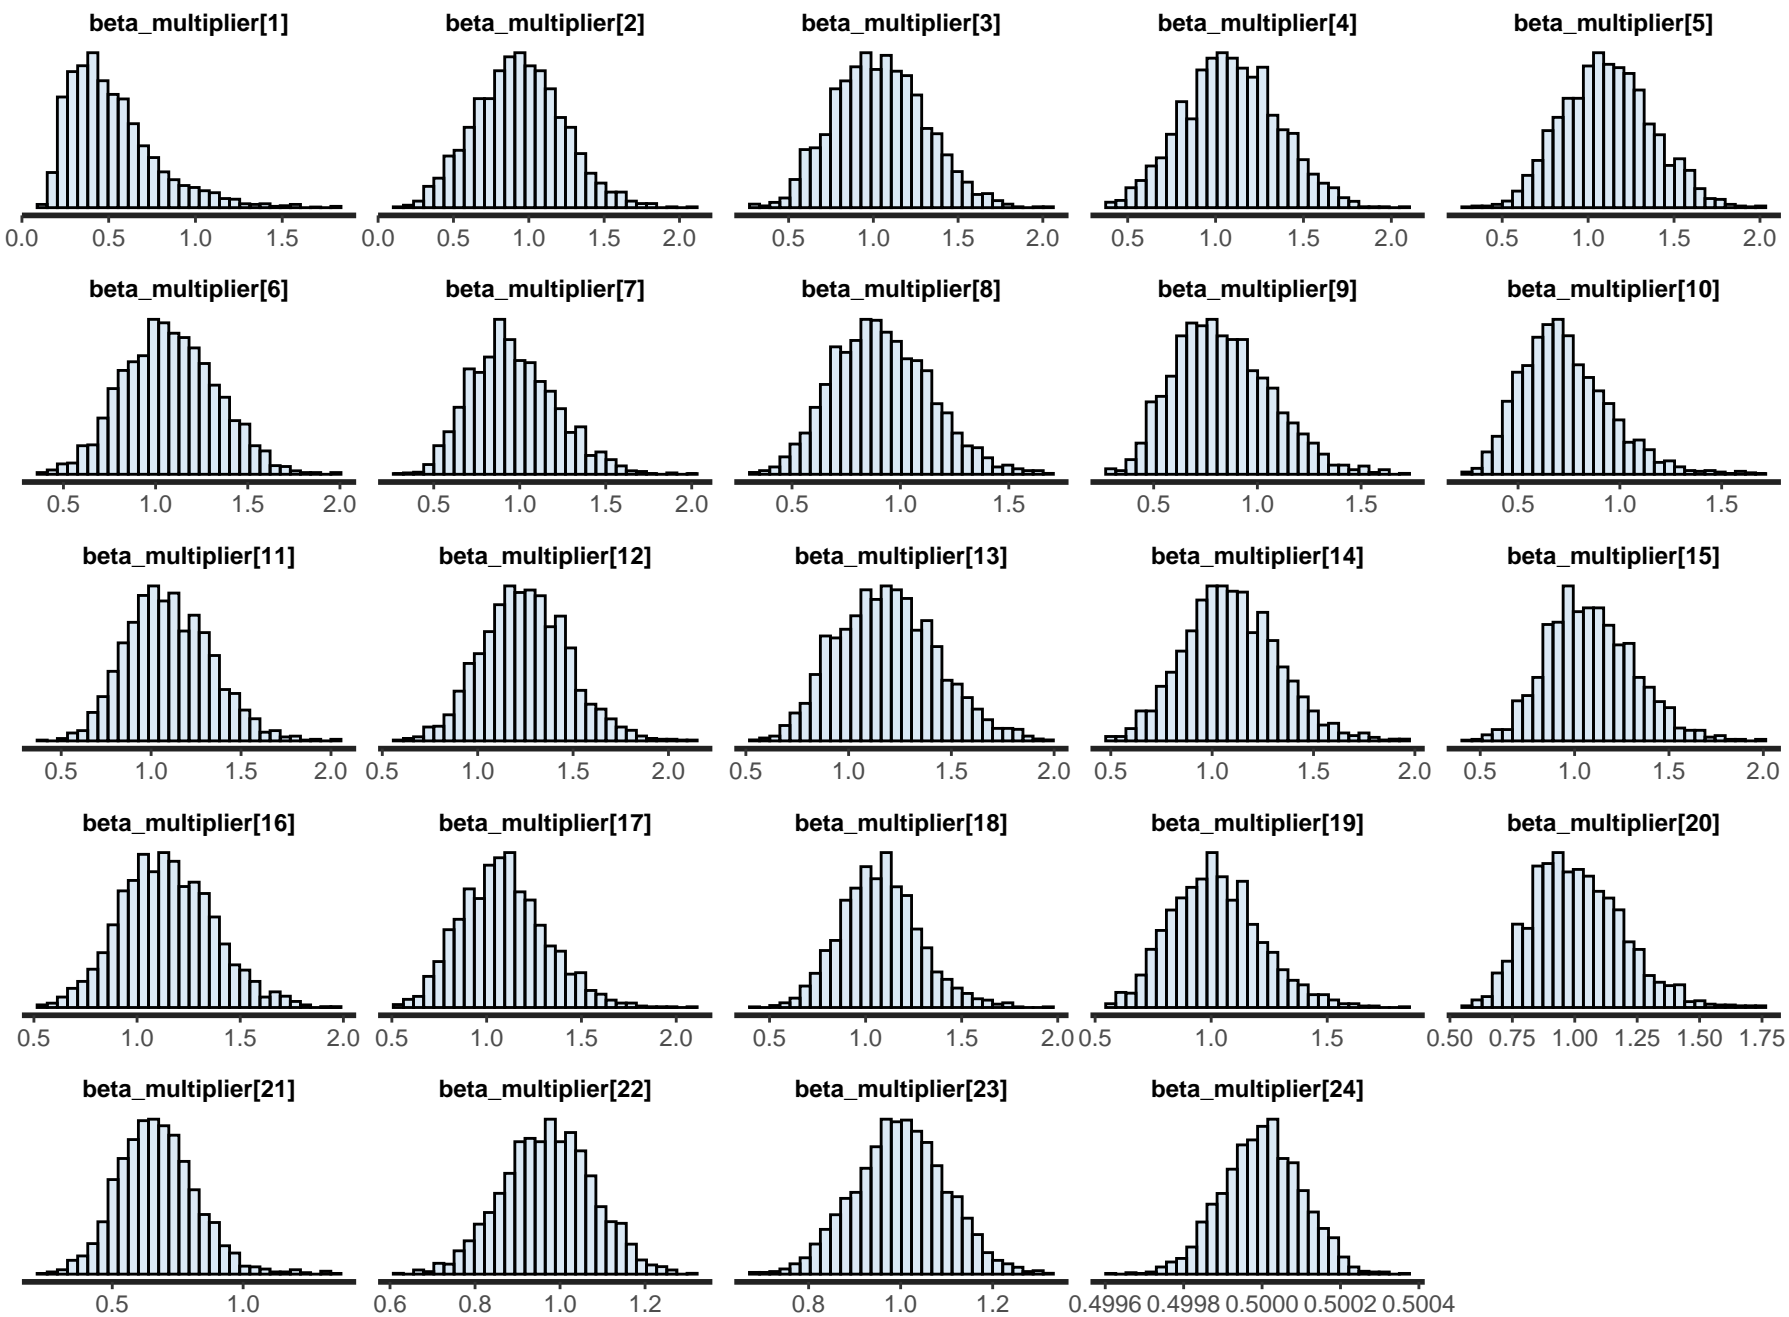 beta_multiplier[1] beta_multiplier[2] beta_multiplier[3] beta_multiplier[4] beta_multiplier[5]
0.0 0.5 1.0 1.5 0.0 0.5 1.0 1.5 2.0 0.5 1.0 1.5 2.0 0.5 1.0 1.5 2.0 0.5 1.0 1.5 2.0
beta_multiplier[6] beta_multiplier[7] beta_multiplier[8] beta_multiplier[9] beta_multiplier[10]
0.5 1.0 1.5 2.0 0.5 1.0 1.5 2.0 0.5 1.0 1.5 0.5 1.0 1.5 0.5 1.0 1.5
beta_multiplier[11] beta_multiplier[12] beta_multiplier[13] beta_multiplier[14] beta_multiplier[15]
0.5 1.0 1.5 2.0 0.5 1.0 1.5 2.0 0.5 1.0 1.5 2.0 0.5 1.0 1.5 2.0 0.5 1.0 1.5 2.0
beta_multiplier[16] beta_multiplier[17] beta_multiplier[18] beta_multiplier[19] beta_multiplier[20]
0.5 1.0 1.5 2.0 0.5 1.0 1.5 2.0 0.5 1.0 1.5 2.0 0.5 1.0 1.5 0.50 0.75 1.00 1.25 1.50 1.75
beta_multiplier[21] beta_multiplier[22] beta_multiplier[23] beta_multiplier[24]
0.5 1.0 0.6 0.8 1.0 1.2 0.8 1.0 1.2 0.4996 0.4998 0.5000 0.5002 0.5004